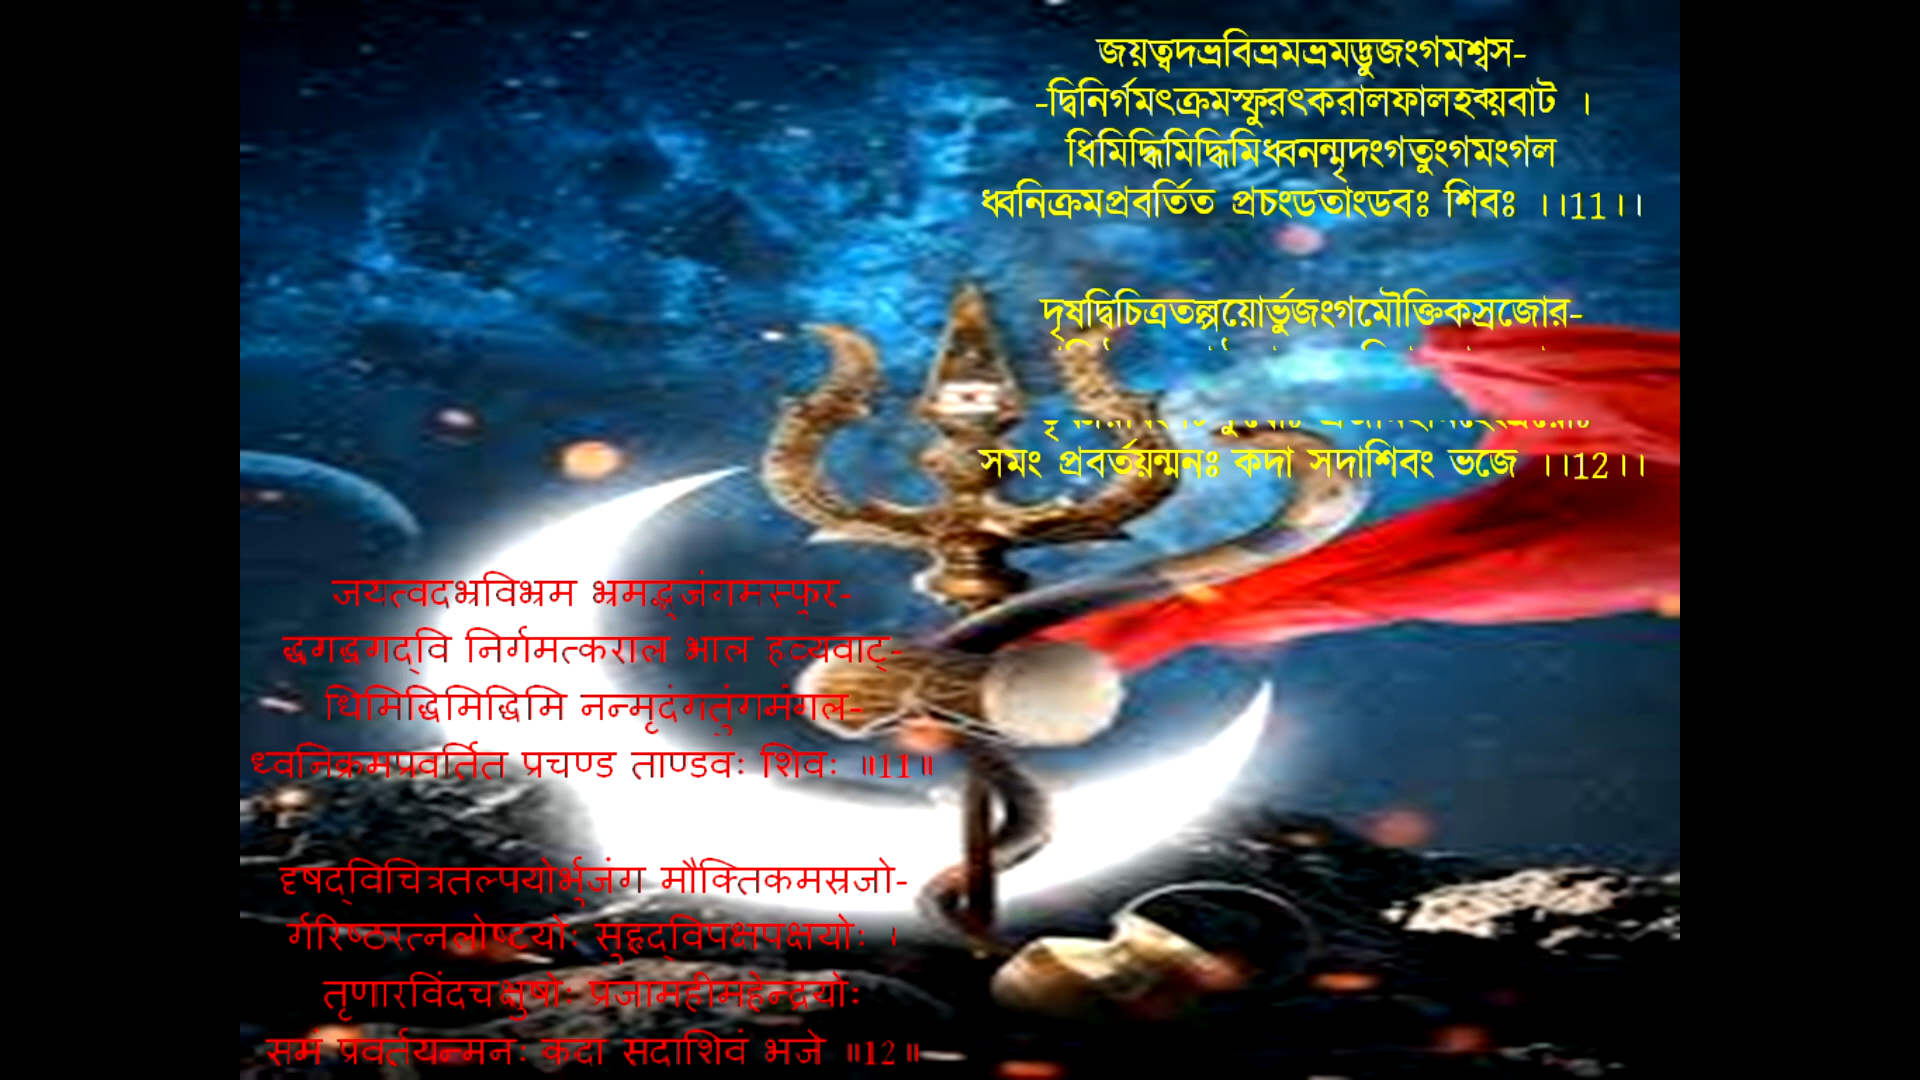 জয়ত্বদভ্রবিভ্রমভ্রমদ্ভুজংগমশ্বস-
-দ্বিনির্গমৎক্রমস্ফুরৎকরালফালহব্যবাট ।
ধিমিদ্ধিমিদ্ধিমিধ্বনন্মৃদংগতুংগমংগল
ধ্বনিক্রমপ্রবর্তিত প্রচংডতাংডবঃ শিবঃ ।।11।।
দৃষদ্বিচিত্রতল্পয়োর্ভুজংগমৌক্তিকস্রজোর-
সমং প্রবর্তয়ন্মনঃ কদা সদাশিবং ভজে ।।12।।
जयत्वदभ्रविभ्रम भ्रमद्भुजंगमस्फुर-
द्धगद्धगद्वि निर्गमत्कराल भाल हव्यवाट्-
धिमिद्धिमिद्धिमि नन्मृदंगतुंगमंगल-
ध्वनिक्रमप्रवर्तित प्रचण्ड ताण्डवः शिवः ॥11॥
दृषद्विचित्रतल्पयोर्भुजंग मौक्तिकमस्रजो-
र्गरिष्ठरत्नलोष्टयोः सुहृद्विपक्षपक्षयोः ।
तृणारविंदचक्षुषोः प्रजामहीमहेन्द्रयोः
समं प्रवर्तयन्मनः कदा सदाशिवं भजे ॥12॥